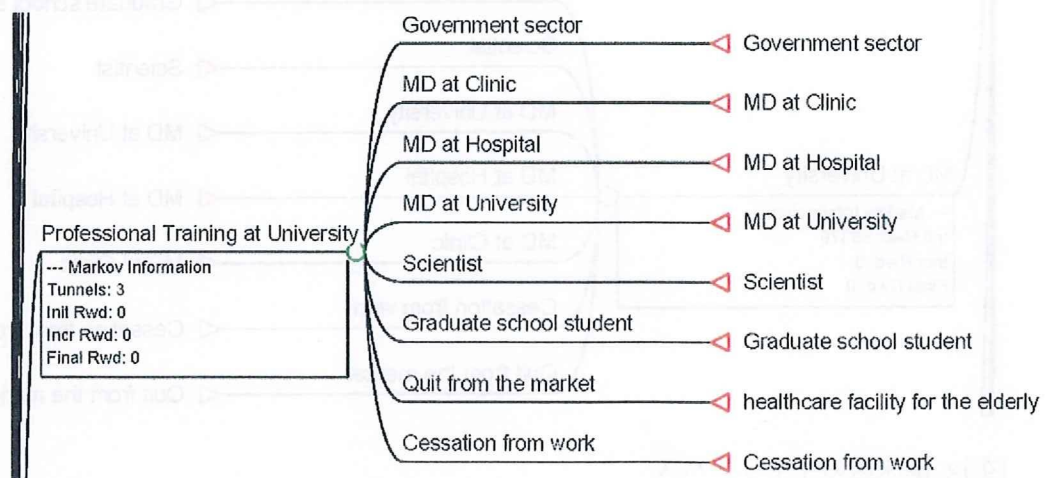 Government sector
Government sector
MD at Clinic
MD at Clinic
MD at Hospital
MD at Hospital
MD at University
MD at University
Professional Training at University
--- Markov Information
Tunnels: 3
Init Rwd: 0
Incr Rwd: 0
Final Rwd: 0
Scientist
Scientist
Graduate school student
Graduate school student
Quit from the market
healthcare facility for the elderly
Cessation from work
Cessation from work